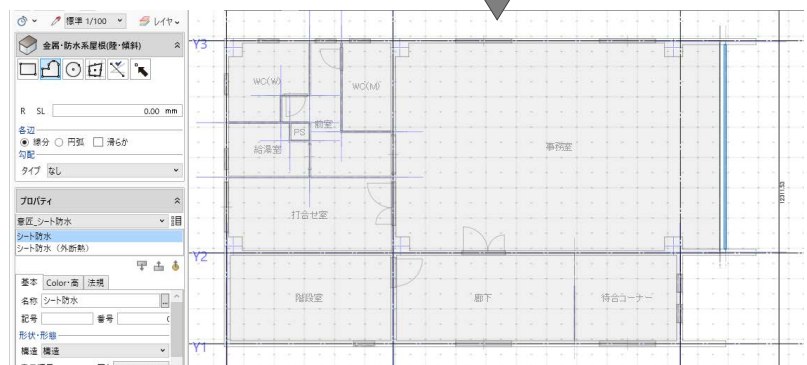 標準 1/100 レイヤ
金属・防水系屋根(陸・傾斜)
R SL 0.00 mm
各辺
線分 円弧 滑らか
勾配
タイプ なし
プロパティ
意匠_シート防水
シート防水
シート防水（外断熱）
基本 Color・高 法規
名称 シート防水 ...
記号 番号
形状・形態
構造 構造
Y3
WC(W)
WC(M)
前室
PS
給湯室
事務室
打合せ室
Y2
階段室
廊下
待合コーナー
Y1